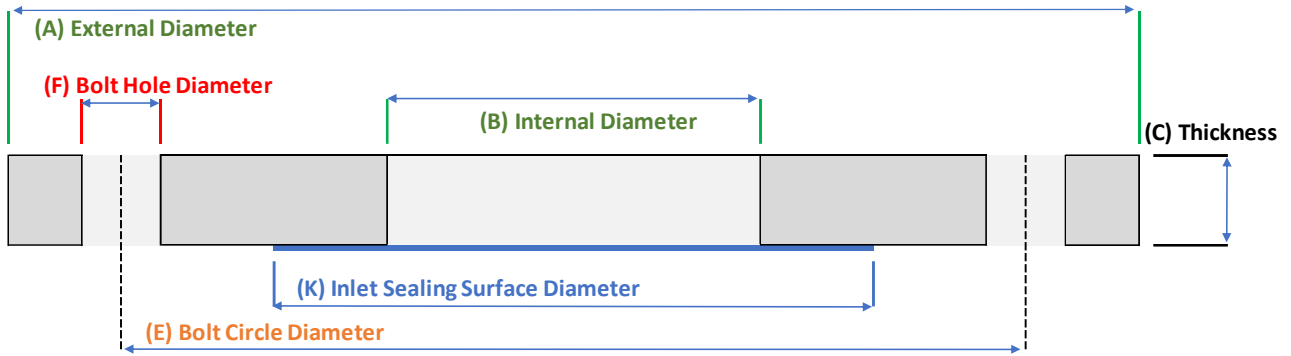 (A) External Diameter
(F) Bolt Hole Diameter
(B) Internal Diameter
(C) Thickness
(K) Inlet Sealing Surface Diameter
(E) Bolt Circle Diameter